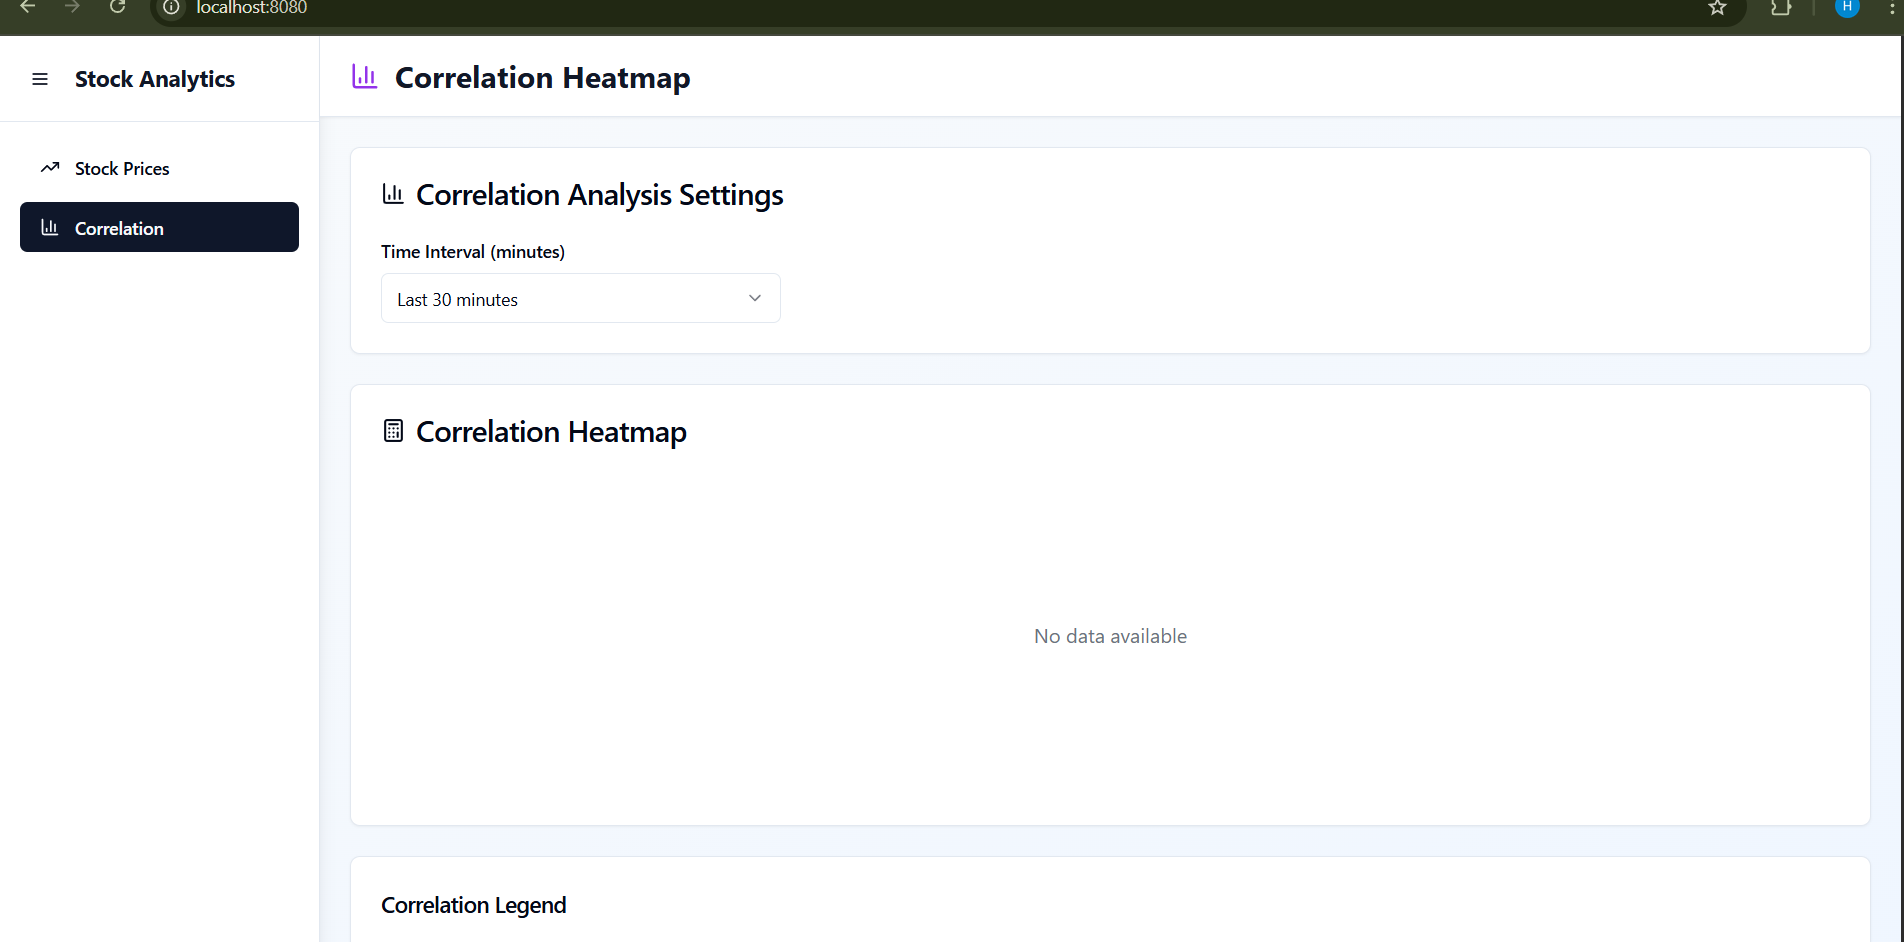 localhost:8080
H
Stock Analytics
Correlation Heatmap
Stock Prices
Correlation
Correlation Analysis Settings
Time Interval (minutes)
Last 30 minutes
Correlation Heatmap
No data available
Correlation Legend